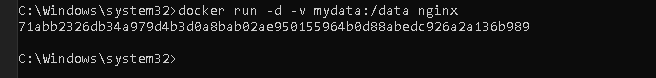 C:\Windows\system32>docker run -d -v mydata:/data nginx
71abb2326db34a979d4b3d0a8bab02ae950155964b0d88abedc926a2a136b989
C:\Windows\system32>